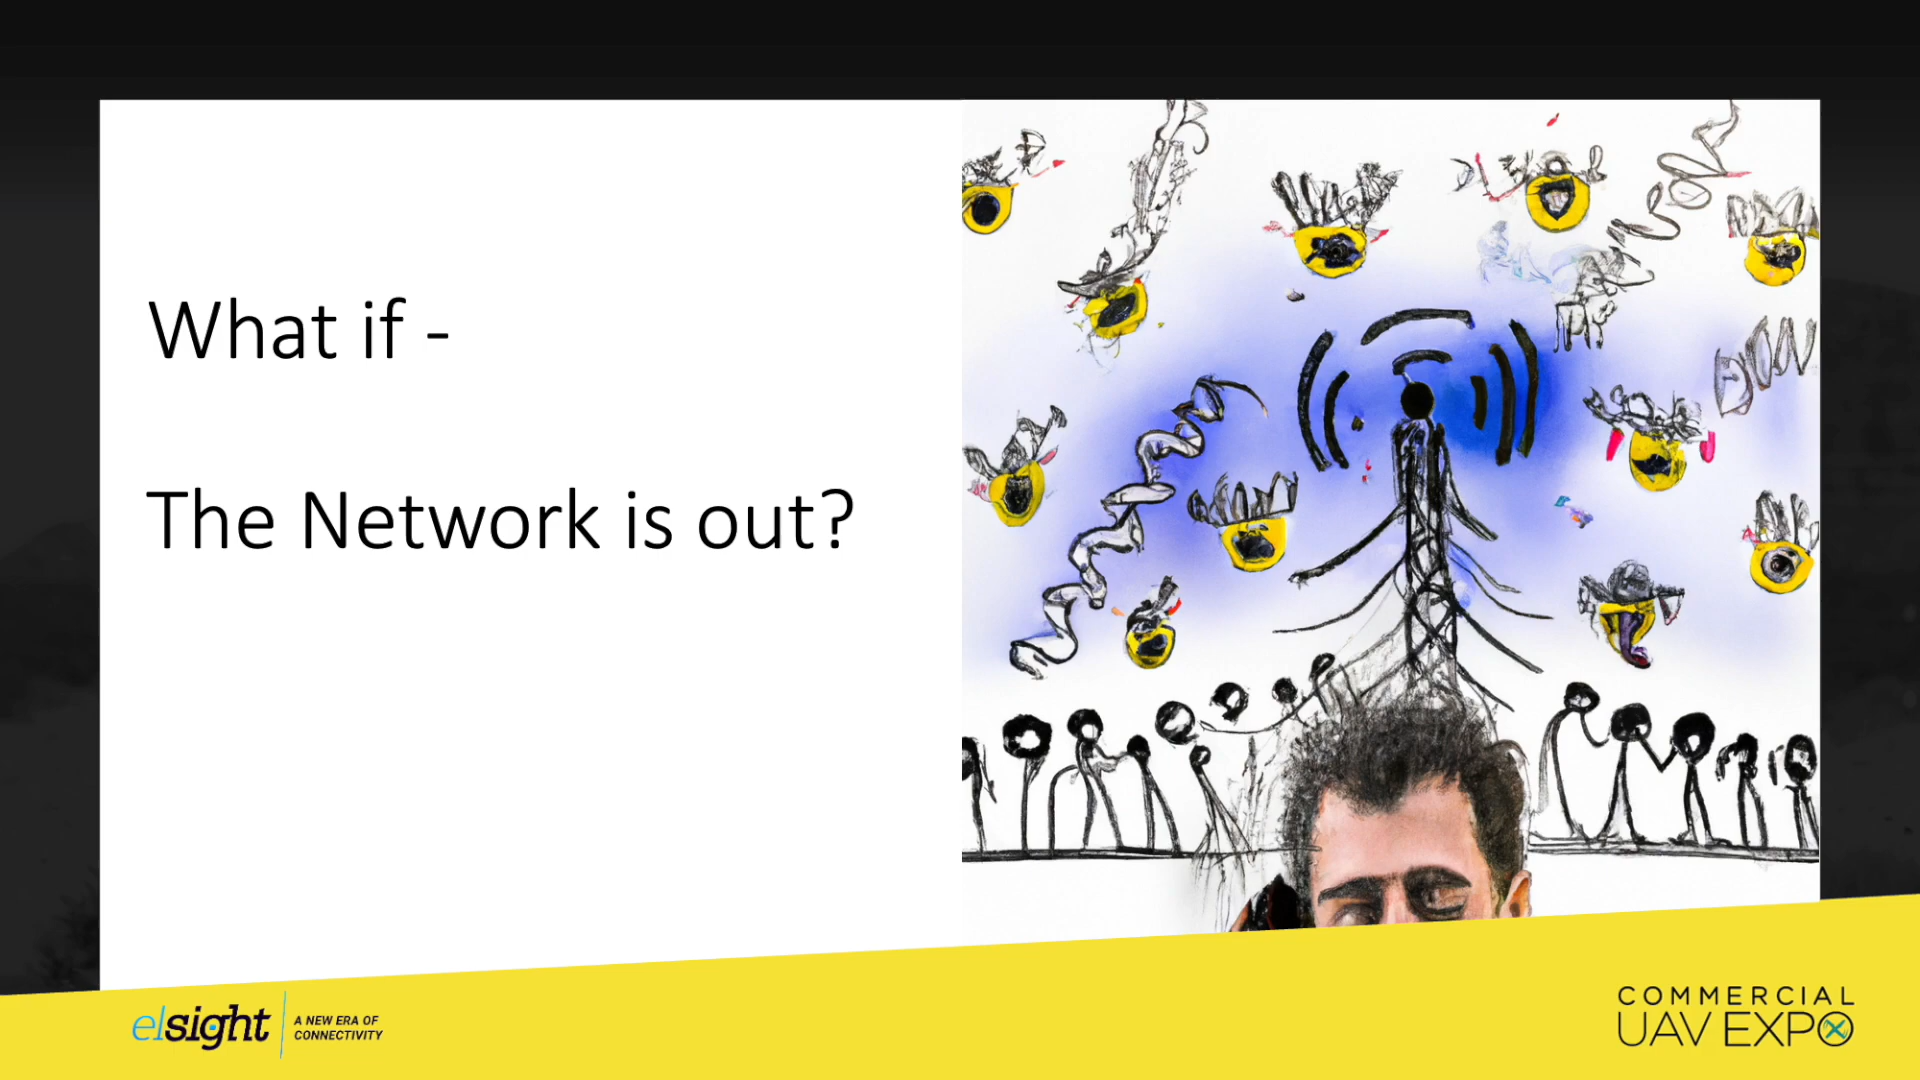 What if -
The Network is out?
elsight
A NEW ERA OF
CONNECTIVITY
COMMERCIAL
UAV EXPO